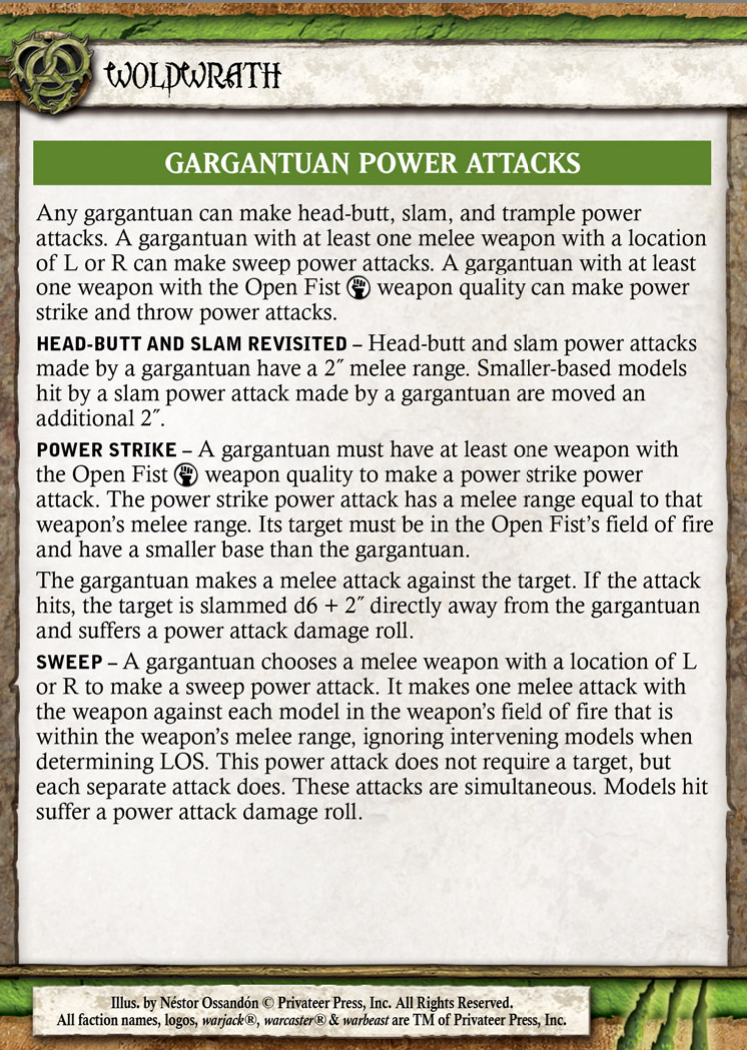 WOLDWRATH
GARGANTUAN POWER ATTACKS
Any gargantuan can make head-butt, slam, and trample power
attacks. A gargantuan with at least one melee weapon with a location
of L or R can make sweep power attacks. A gargantuan with at least
one weapon with the Open Fist weapon quality can make power
strike and throw power attacks.
HEAD-BUTT AND SLAM REVISITED – Head-butt and slam power attacks
made by a gargantuan have a 2˝ melee range. Smaller-based models
hit by a slam power attack made by a gargantuan are moved an
additional 2˝.
POWER STRIKE – A gargantuan must have at least one weapon with
the Open Fist weapon quality to make a power strike power
attack. The power strike power attack has a melee range equal to that
weapon's melee range. Its target must be in the Open Fist's field of fire
and have a smaller base than the gargantuan.
The gargantuan makes a melee attack against the target. If the attack
hits, the target is slammed d6 + 2˝ directly away from the gargantuan
and suffers a power attack damage roll.
SWEEP – A gargantuan chooses a melee weapon with a location of L
or R to make a sweep power attack. It makes one melee attack with
the weapon against each model in the weapon's field of fire that is
within the weapon's melee range, ignoring intervening models when
determining LOS. This power attack does not require a target, but
each separate attack does. These attacks are simultaneous. Models hit
suffer a power attack damage roll.
Illus. by Néstor Ossandón © Privateer Press, Inc. All Rights Reserved.
All faction names, logos, warjack®, warcaster® & warbeast are TM of Privateer Press, Inc.